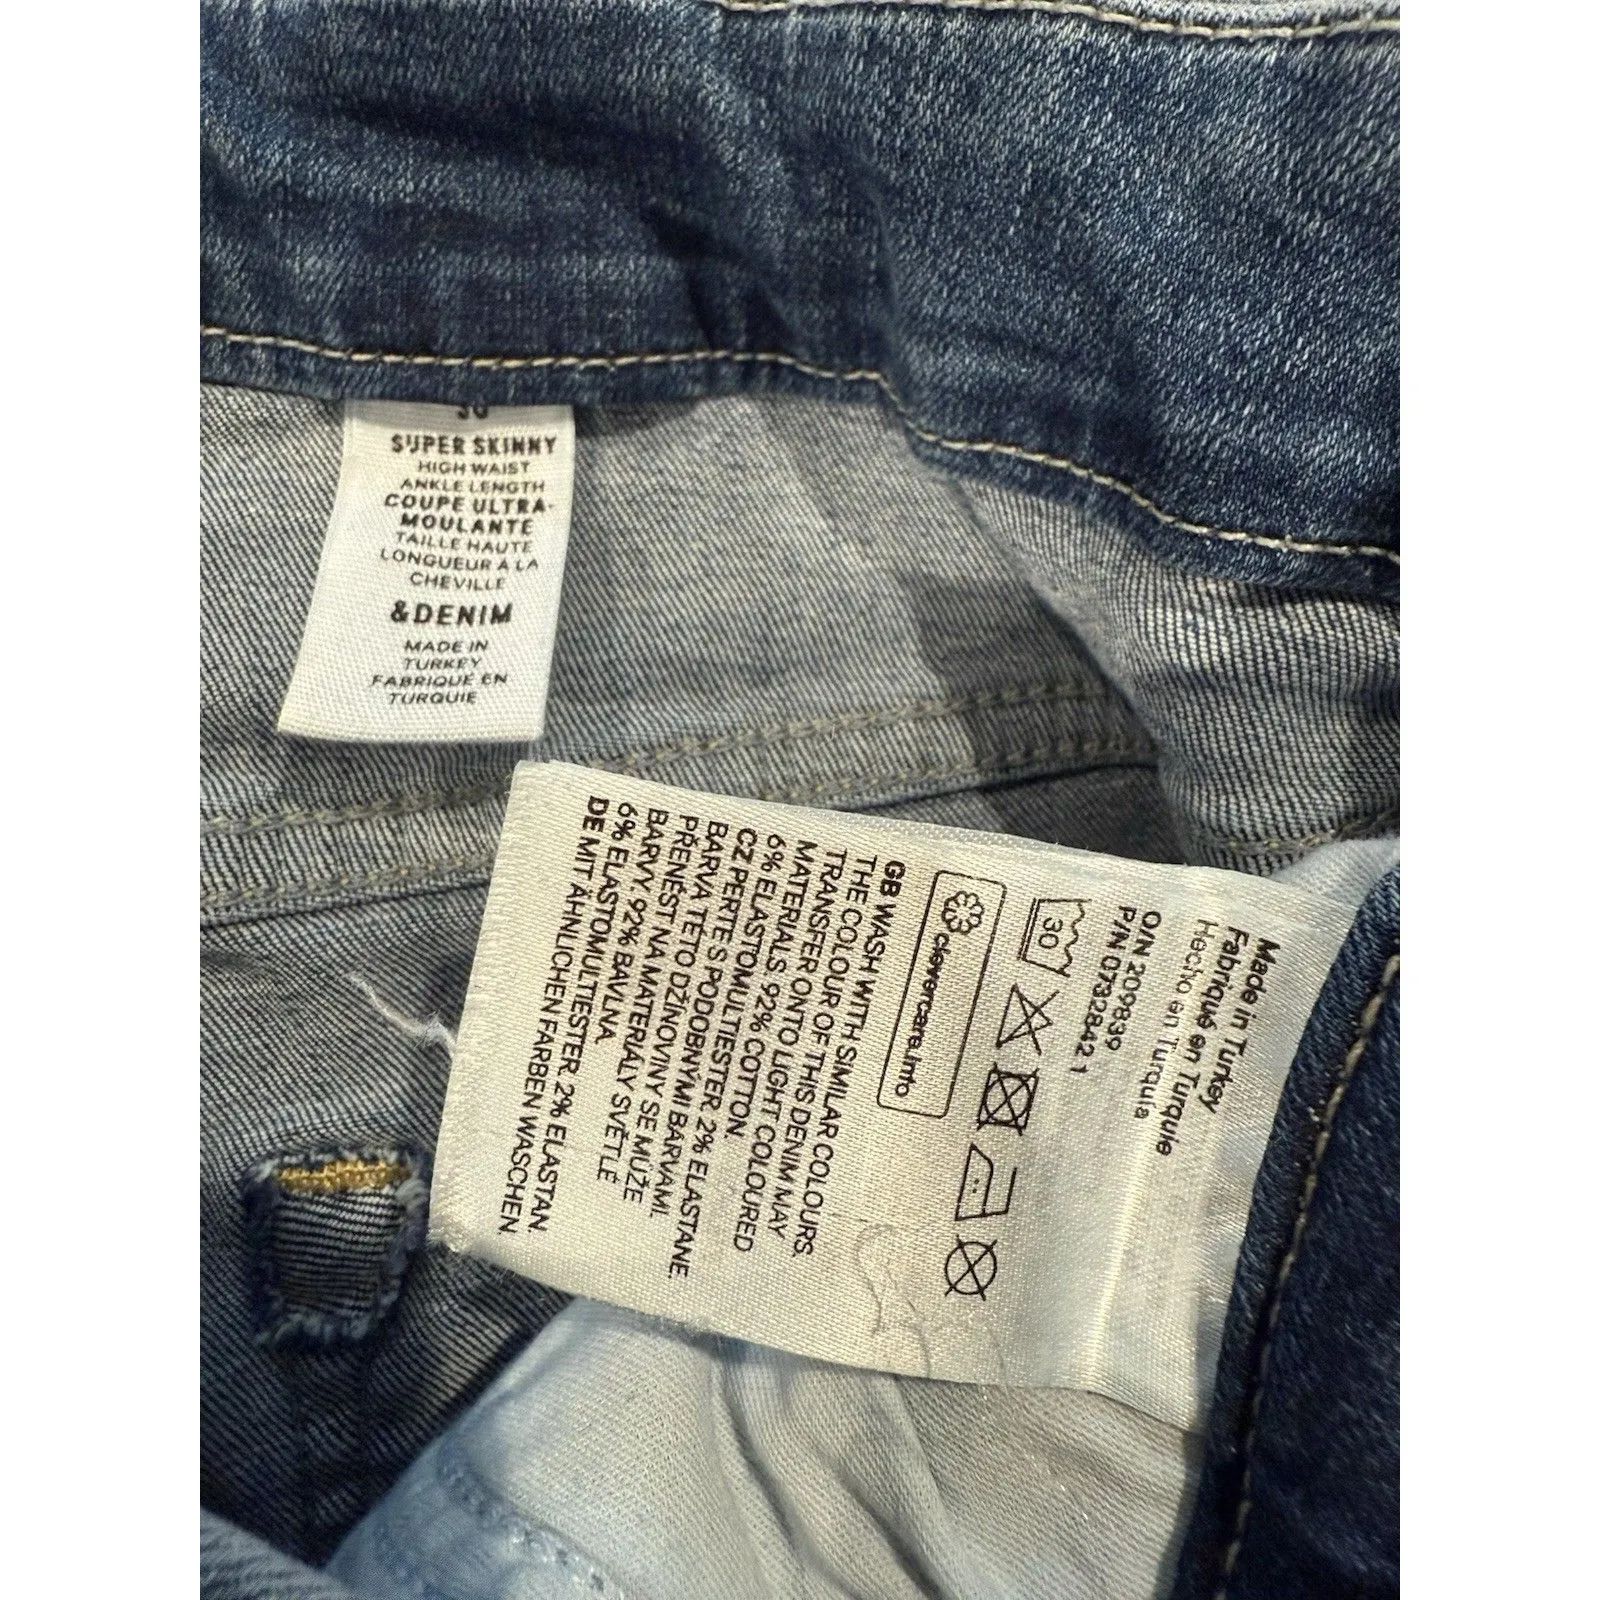 30
SUPER SKINNY
HIGH WAIST
ANKLE LENGTH
COUPE ULTRA-
MOULANTE
TAILLE HAUTE
LONGUEUR À LA
CHEVILLE
&DENIM
MADE IN
TURKEY
FABRIQUÉ EN
TURQUIE
Made in Turkey
Fabriqué en Turquie
Hecho en Turquía
O/N 209839
P/N 0732842 1
30
clevercare.info
GB WASH WITH SIMILAR COLOURS.
THE COLOUR OF THIS DENIM MAY
TRANSFER ONTO LIGHT COLOURED
MATERIALS. 92% COTTON.
6% ELASTOMULTIESTER 2% ELASTANE.
CZ PERTE S PODOBNÝMI BARVAMI.
BARVA TÉTO DŽÍNOVINY SE MŮŽE
PŘENÉST NA MATERIÁLY SVĚTLÉ
BARVY. 92% BAVLNA.
6% ELASTOMULTIESTER 2% ELASTAN.
DE MIT ÄHNLICHEN FARBEN WASCHEN.